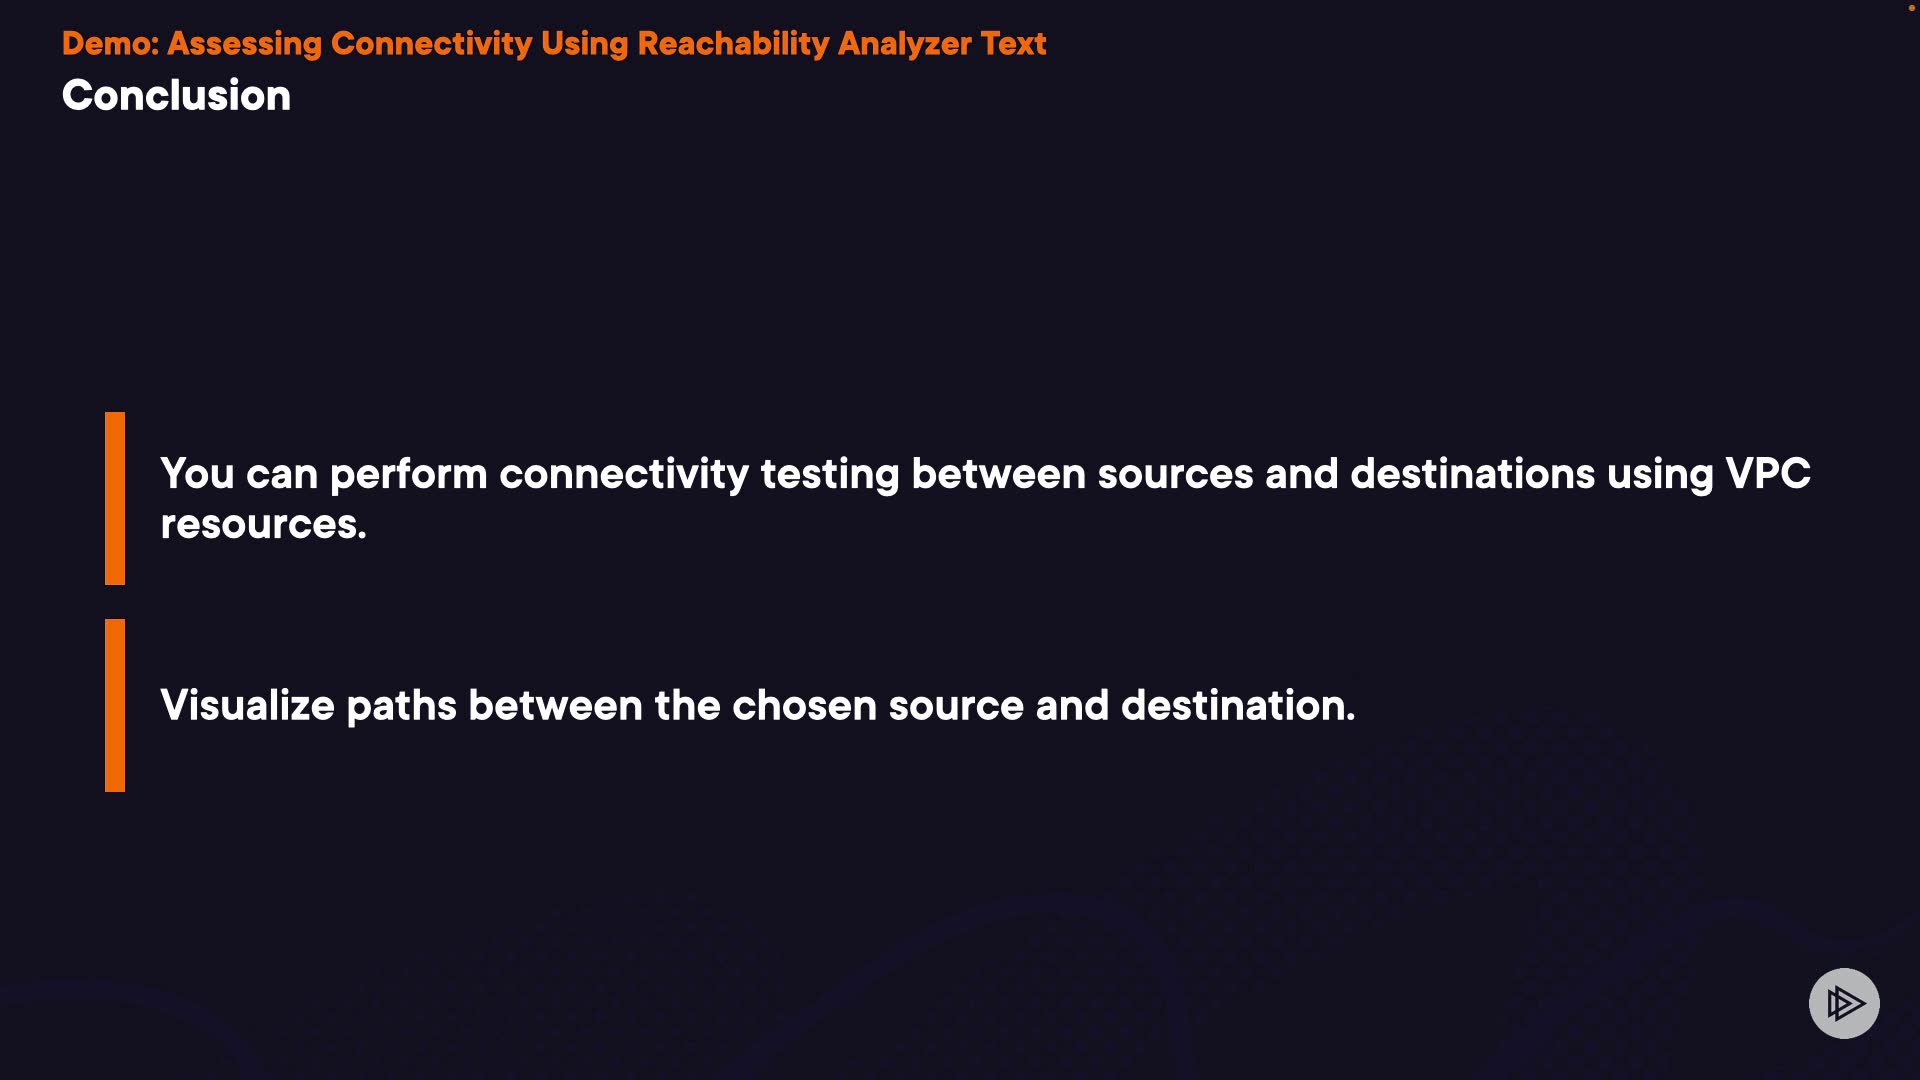 Demo: Assessing Connectivity Using Reachability Analyzer Text
Conclusion
You can perform connectivity testing between sources and destinations using VPC
resources.
Visualize paths between the chosen source and destination.